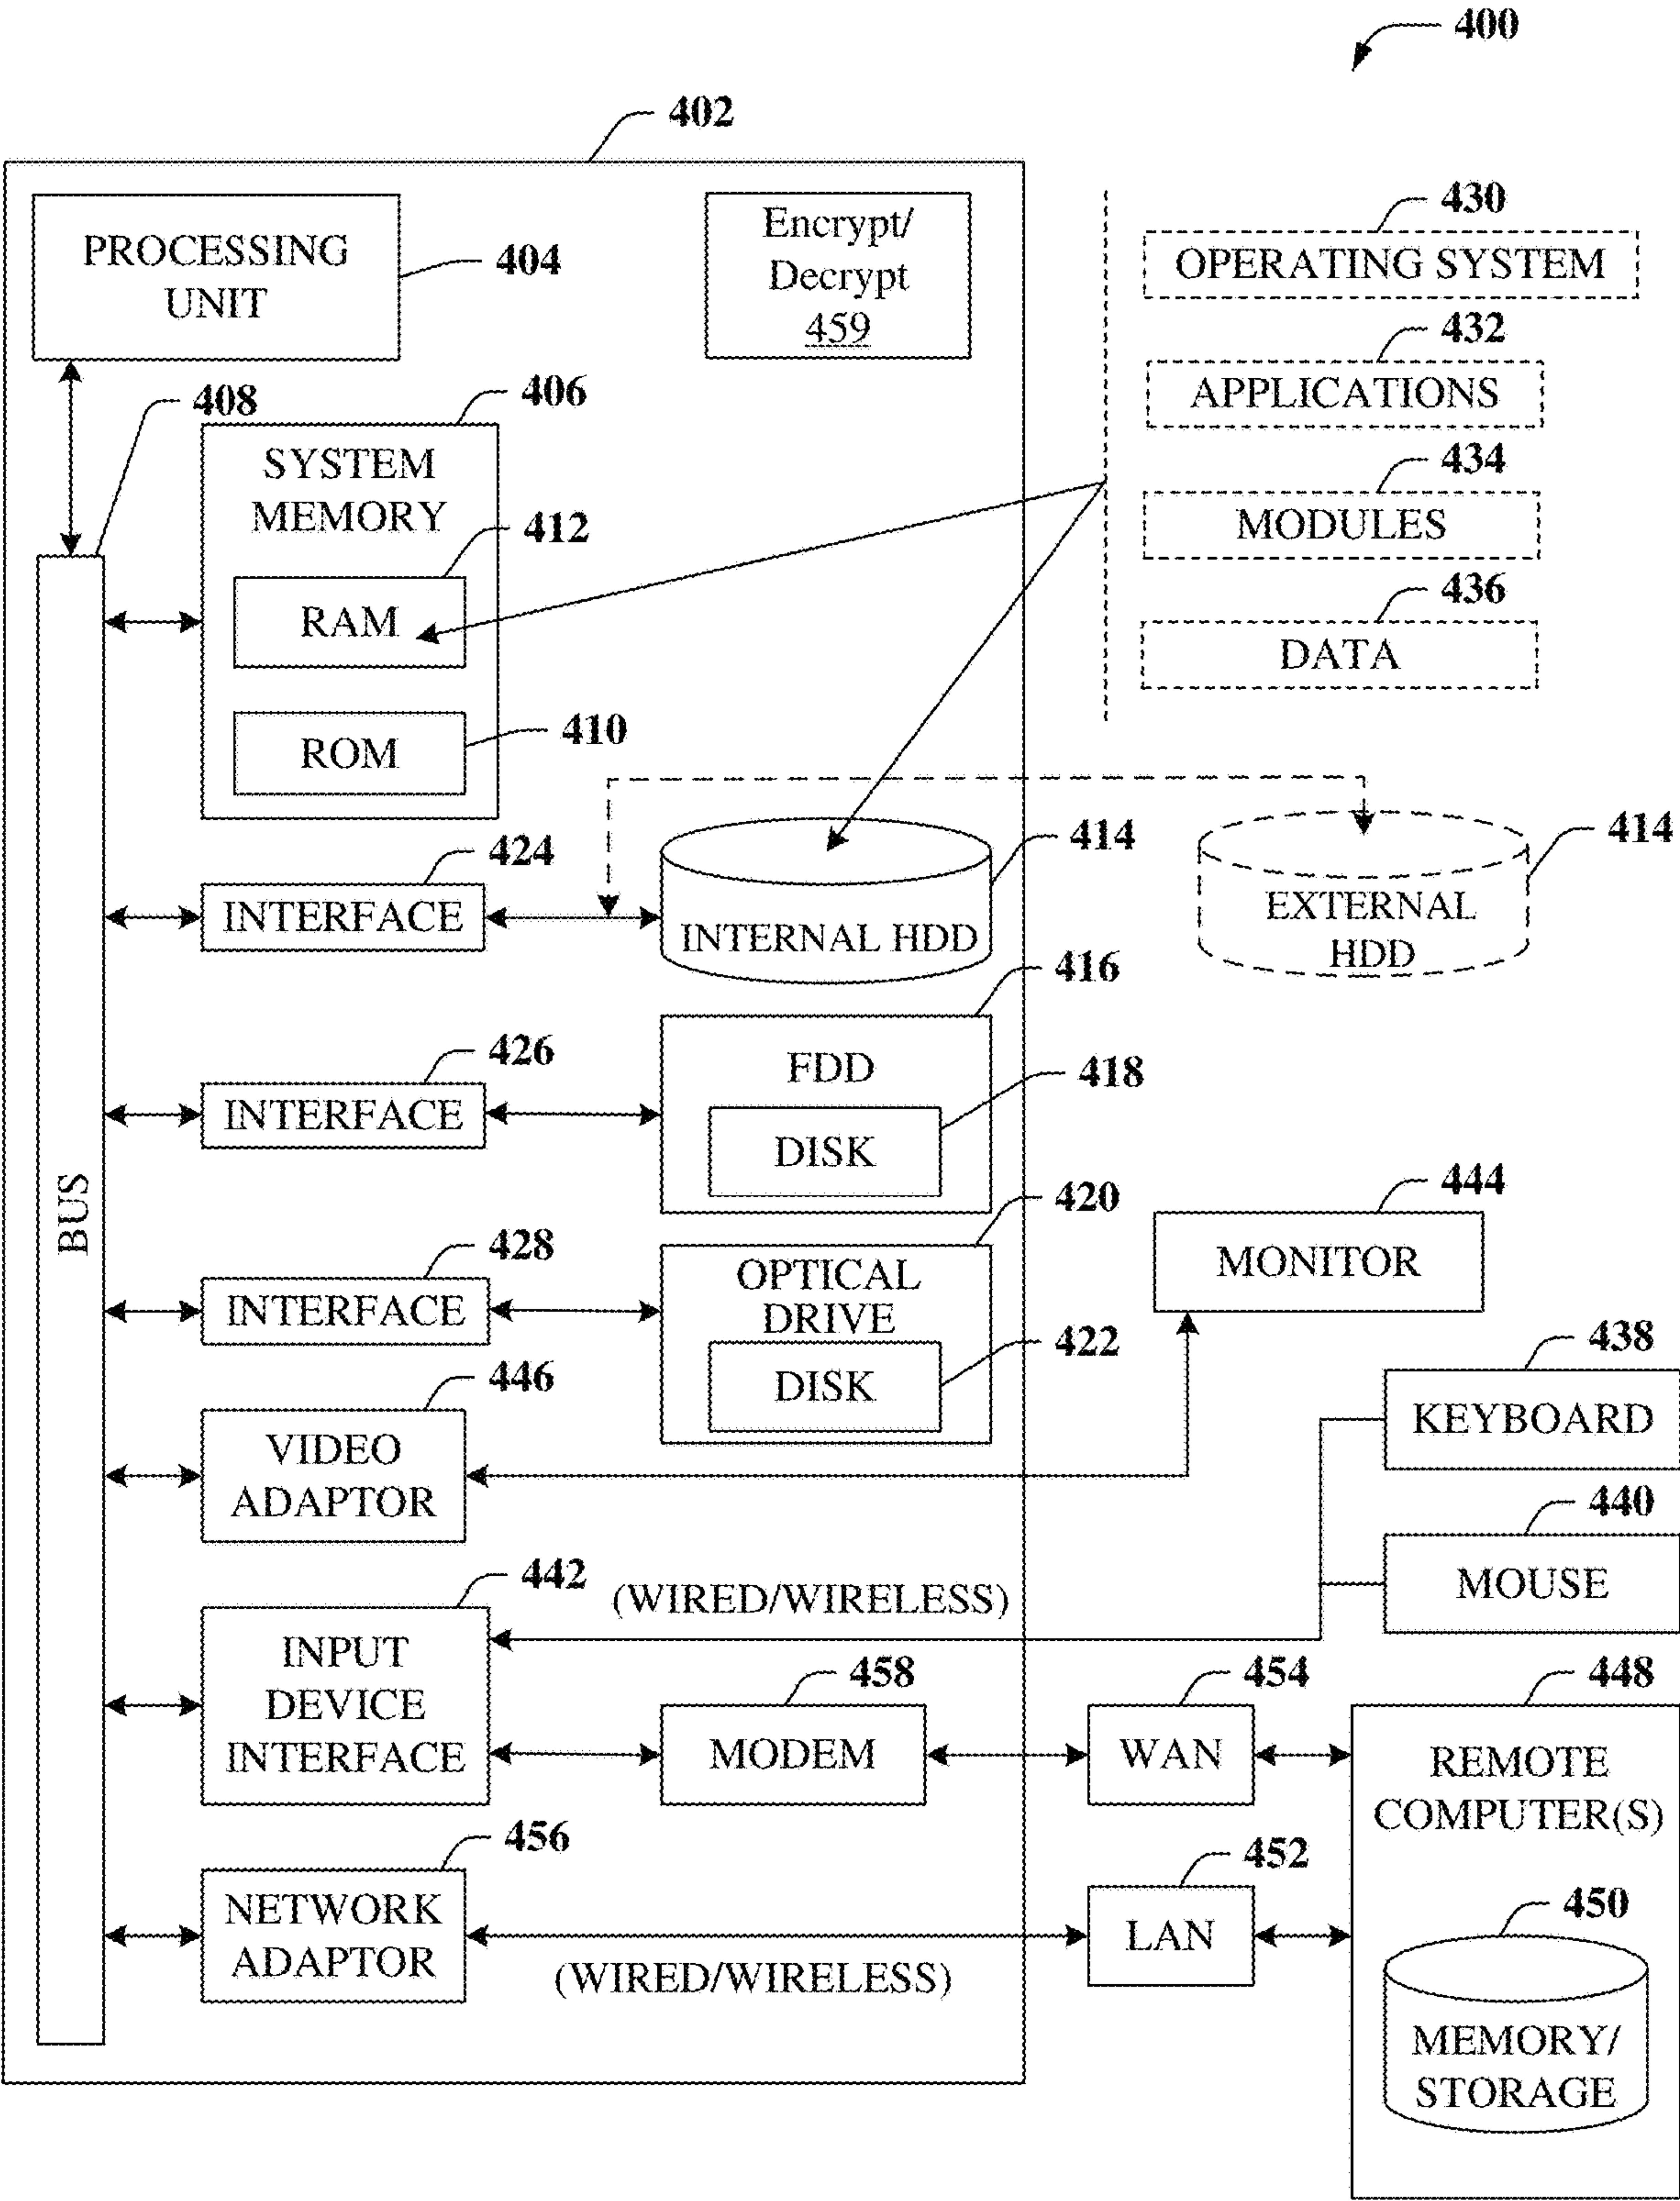 400
402
PROCESSING
UNIT
404
Encrypt/
Decrypt
459
430
OPERATING SYSTEM
432
APPLICATIONS
434
MODULES
436
DATA
408
406
SYSTEM
MEMORY
412
RAM
410
ROM
BUS
424
INTERFACE
414
INTERNAL HDD
414
EXTERNAL
HDD
426
INTERFACE
416
FDD
418
DISK
428
INTERFACE
420
OPTICAL
DRIVE
422
DISK
444
MONITOR
446
VIDEO
ADAPTOR
438
KEYBOARD
440
MOUSE
442
INPUT
DEVICE
INTERFACE
(WIRED/WIRELESS)
458
MODEM
454
WAN
448
REMOTE
COMPUTER(S)
456
NETWORK
ADAPTOR
(WIRED/WIRELESS)
452
LAN
450
MEMORY/
STORAGE